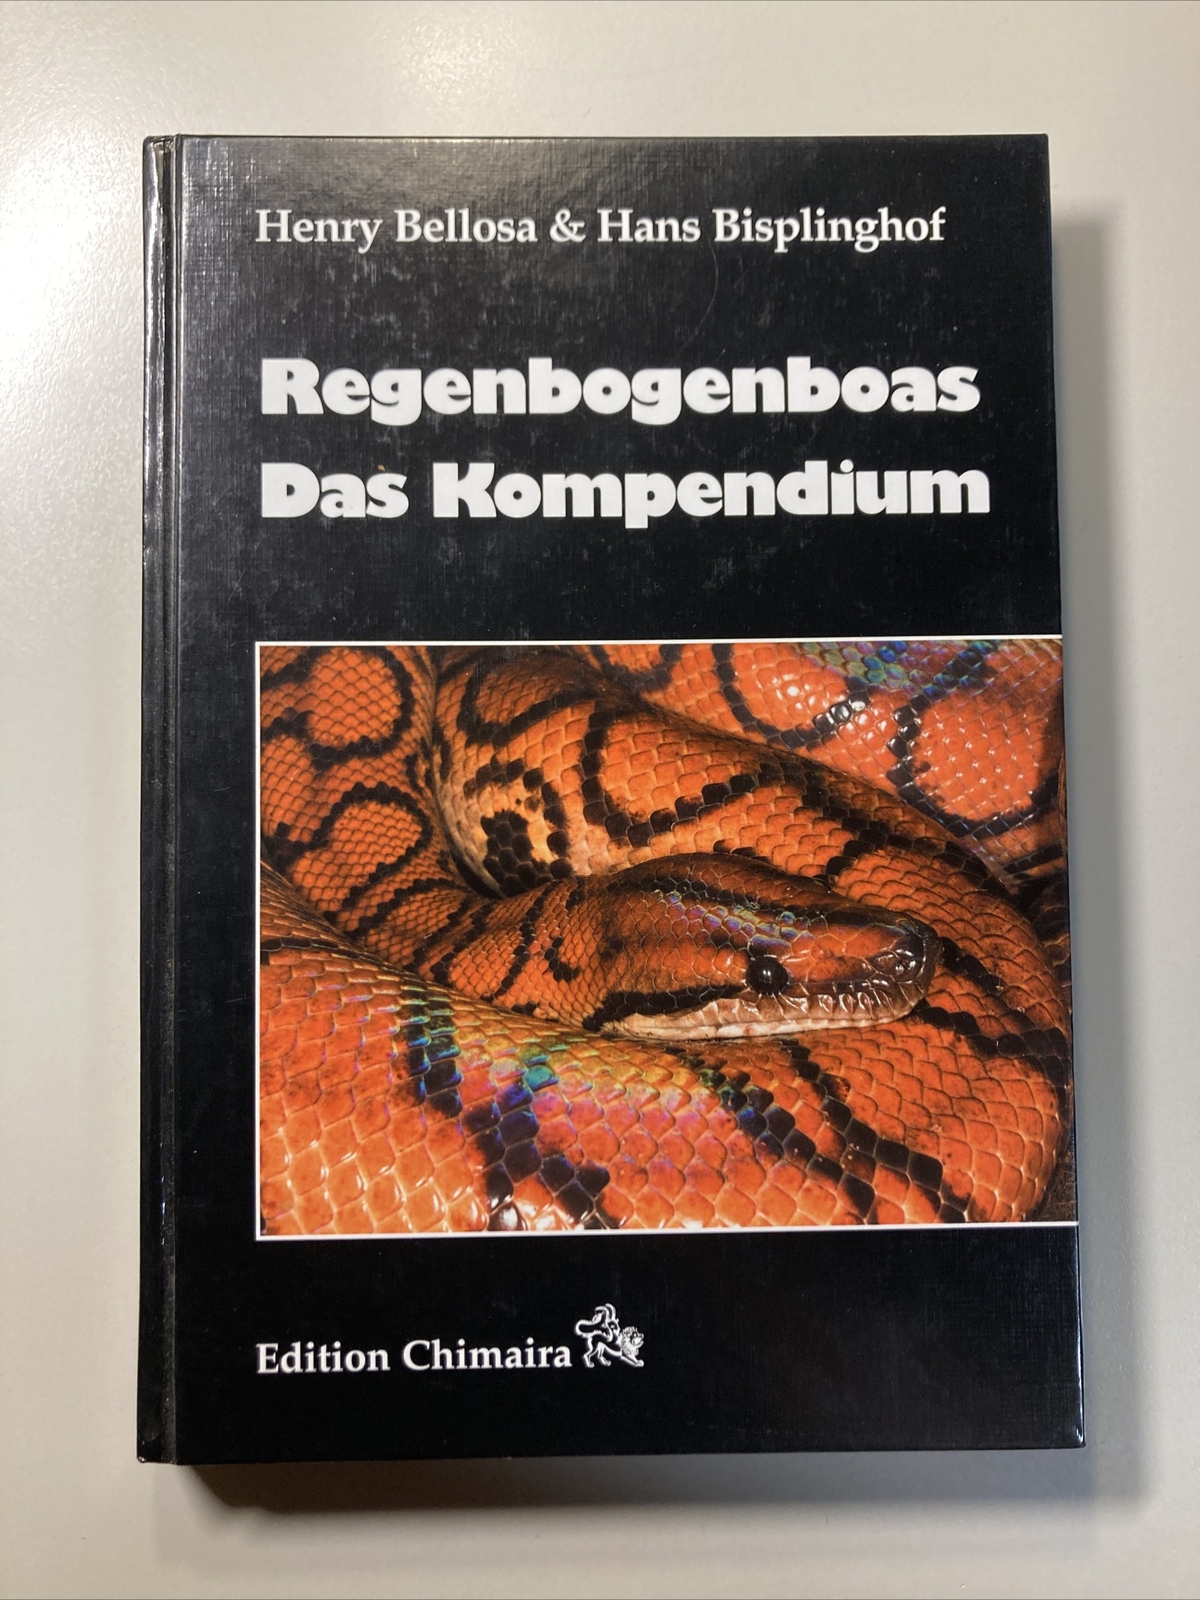 Henry Bellosa & Hans Bisplinghof
Regenbogenboas
Das Kompendium
Edition Chimaira